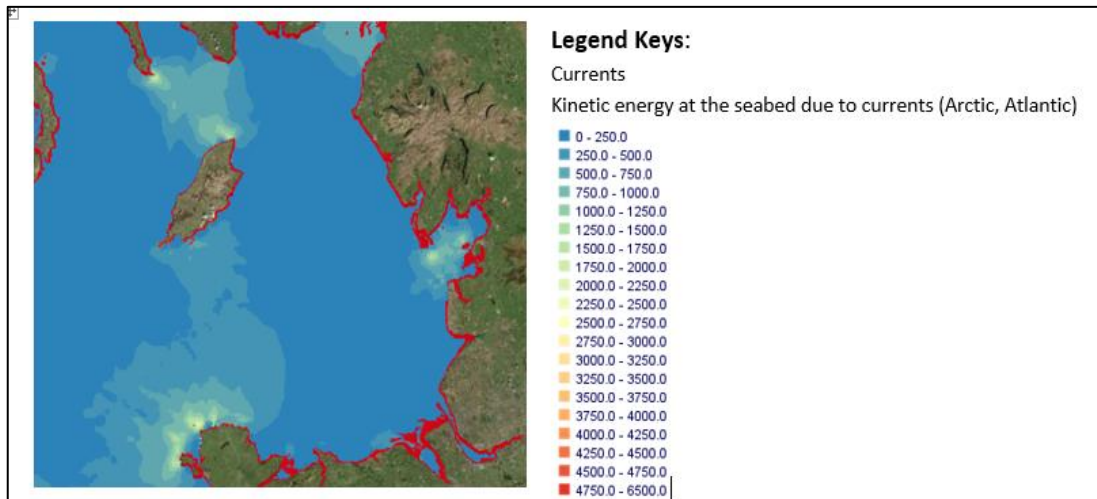 Legend Keys:
Currents
Kinetic energy at the seabed due to currents (Arctic, Atlantic)
0 - 250.0
250.0 - 500.0
500.0 - 750.0
750.0 - 1000.0
1000.0 - 1250.0
1250.0 - 1500.0
1500.0 - 1750.0
1750.0 - 2000.0
2000.0 - 2250.0
2250.0 - 2500.0
2500.0 - 2750.0
2750.0 - 3000.0
3000.0 - 3250.0
3250.0 - 3500.0
3500.0 - 3750.0
3750.0 - 4000.0
4000.0 - 4250.0
4250.0 - 4500.0
4500.0 - 4750.0
4750.0 - 6500.0